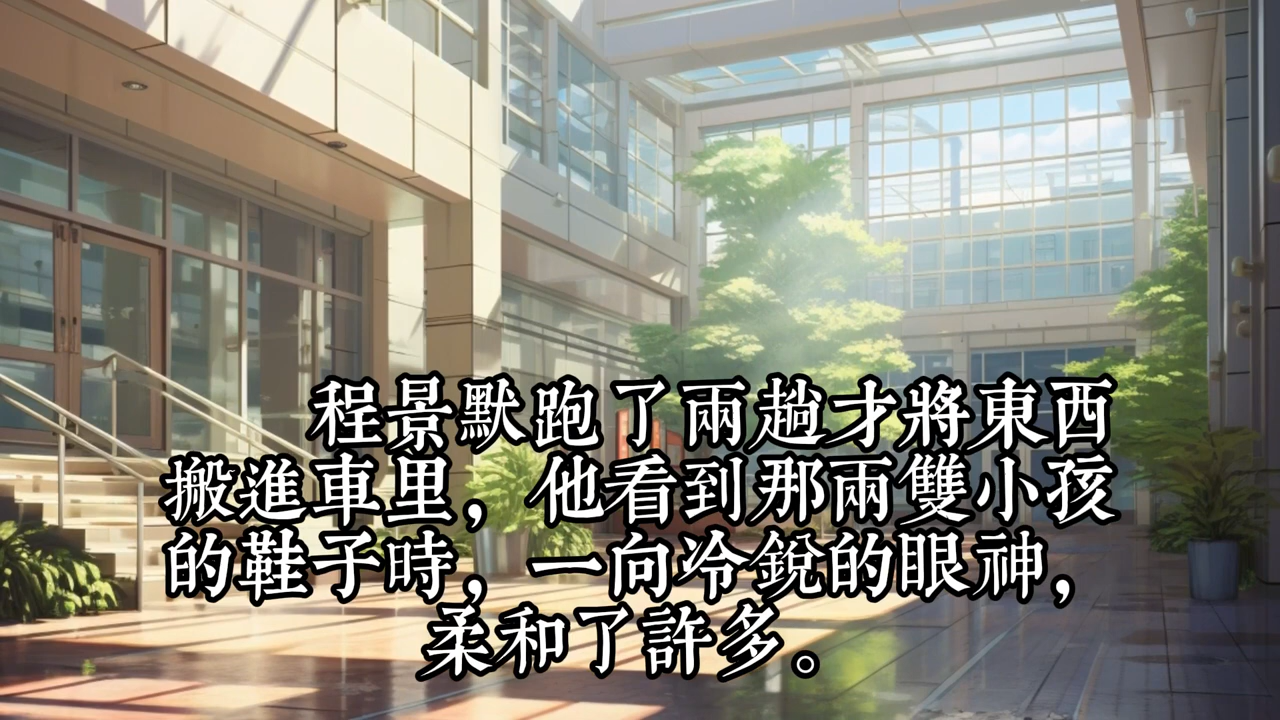 程景默跑了兩趟才將東西
搬進車里，他看到那兩雙小孩
的鞋子時，一向冷銳的眼神，
柔和了許多。